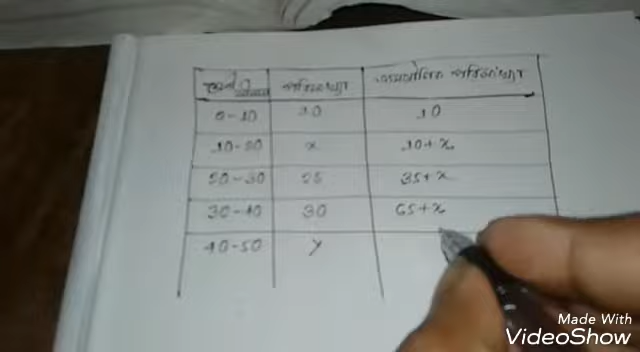 পরিসংখ্যা ক্রমযৌগিক পরিসংখ্যা
0-10 10 10
10-20 x 10+x
20-30 25 35+x
30-40 30 65+x
40-50 y
Made With
VideoShow